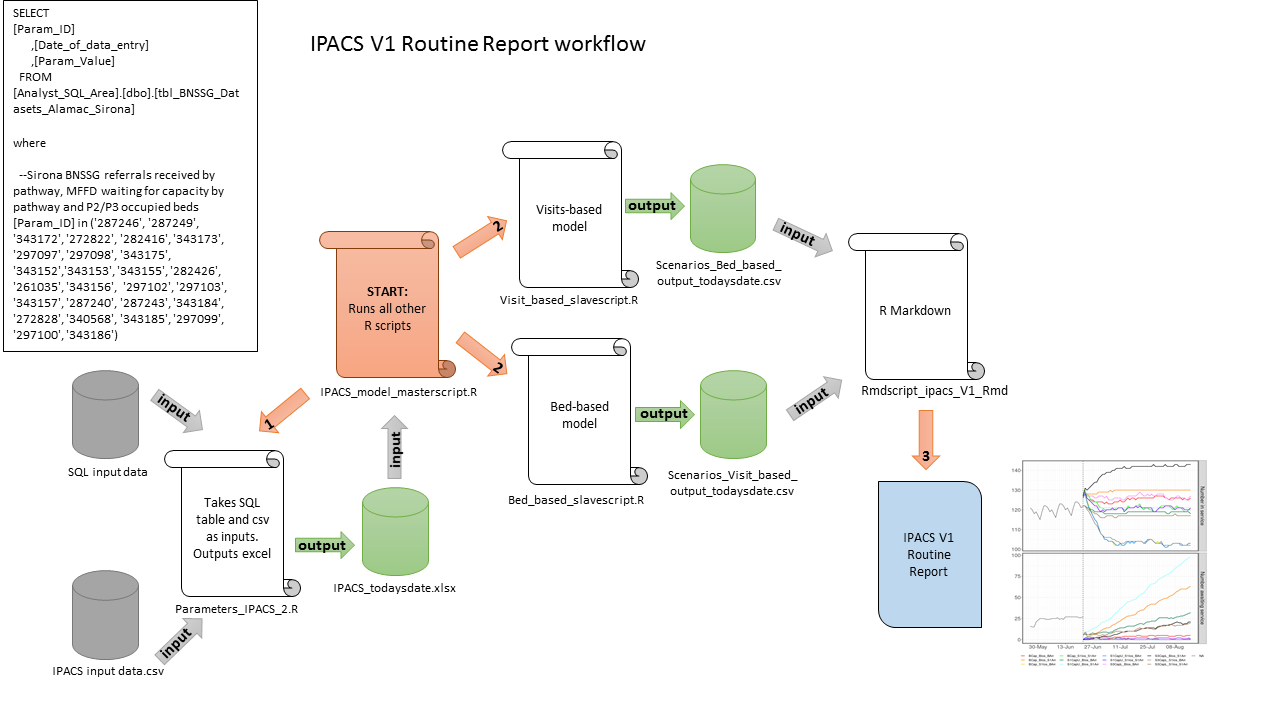 SELECT
[Param_ID]
,[Date_of_data_entry]
,[Param_Value]
FROM
[Analyst_SQL_Area].[dbo].[tbl_BNSSG_Dat
asets_Alamac_Sirona]
where
--Sirona BNSSG referrals received by
pathway, MFFD waiting for capacity by
pathway and P2/P3 occupied beds
[Param_ID] in ('287246', '287249',
'343172','272822', '282416', '343173',
'297097', '297098', '343175',
'343152','343153', '343155', '282426',
'261035', '343156',  '297102', '297103',
'343157', '287240', '287243', '343184',
'272828', '340568', '343185', '297099',
'297100', '343186')
IPACS V1 Routine Report workflow
START:
Runs all other
R scripts
IPACS_model_masterscript.R
2
2
1
Visits-based
model
Visit_based_slavescript.R
output
Scenarios_Bed_based_
output_todaysdate.csv
input
Bed-based
model
Bed_based_slavescript.R
output
Scenarios_Visit_based_
output_todaysdate.csv
input
R Markdown
Rmdscript_ipacs_V1_Rmd
3
IPACS V1
Routine
Report
SQL input data
input
Takes SQL
table and csv
as inputs.
Outputs excel
Parameters_IPACS_2.R
output
IPACS_todaysdate.xlsx
input
IPACS input data.csv
input
140
130
120
110
100
Number in service
100
75
50
25
0
Number awaiting service
30-May
13-Jun
27-Jun
11-Jul
25-Jul
08-Aug